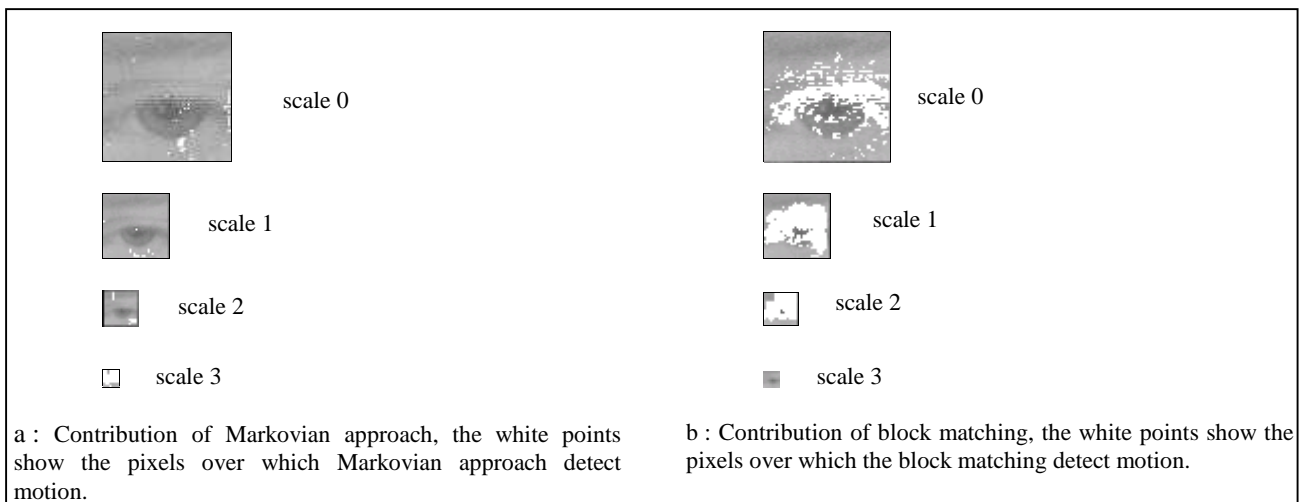 scale 0
scale 1
scale 2
scale 3
a : Contribution of Markovian approach, the white points
show the pixels over which Markovian approach detect
motion.
scale 0
scale 1
scale 2
scale 3
b : Contribution of block matching, the white points show the
pixels over which the block matching detect motion.